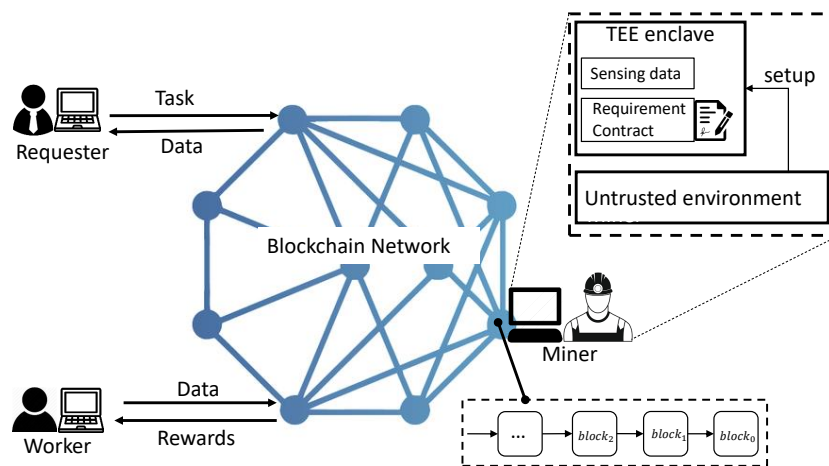 TEE enclave
Sensing data
Requirement
Contract
setup
Untrusted environment
Task
Data
Requester
Blockchain Network
Miner
Data
Rewards
Worker
...
block2
block1
block0